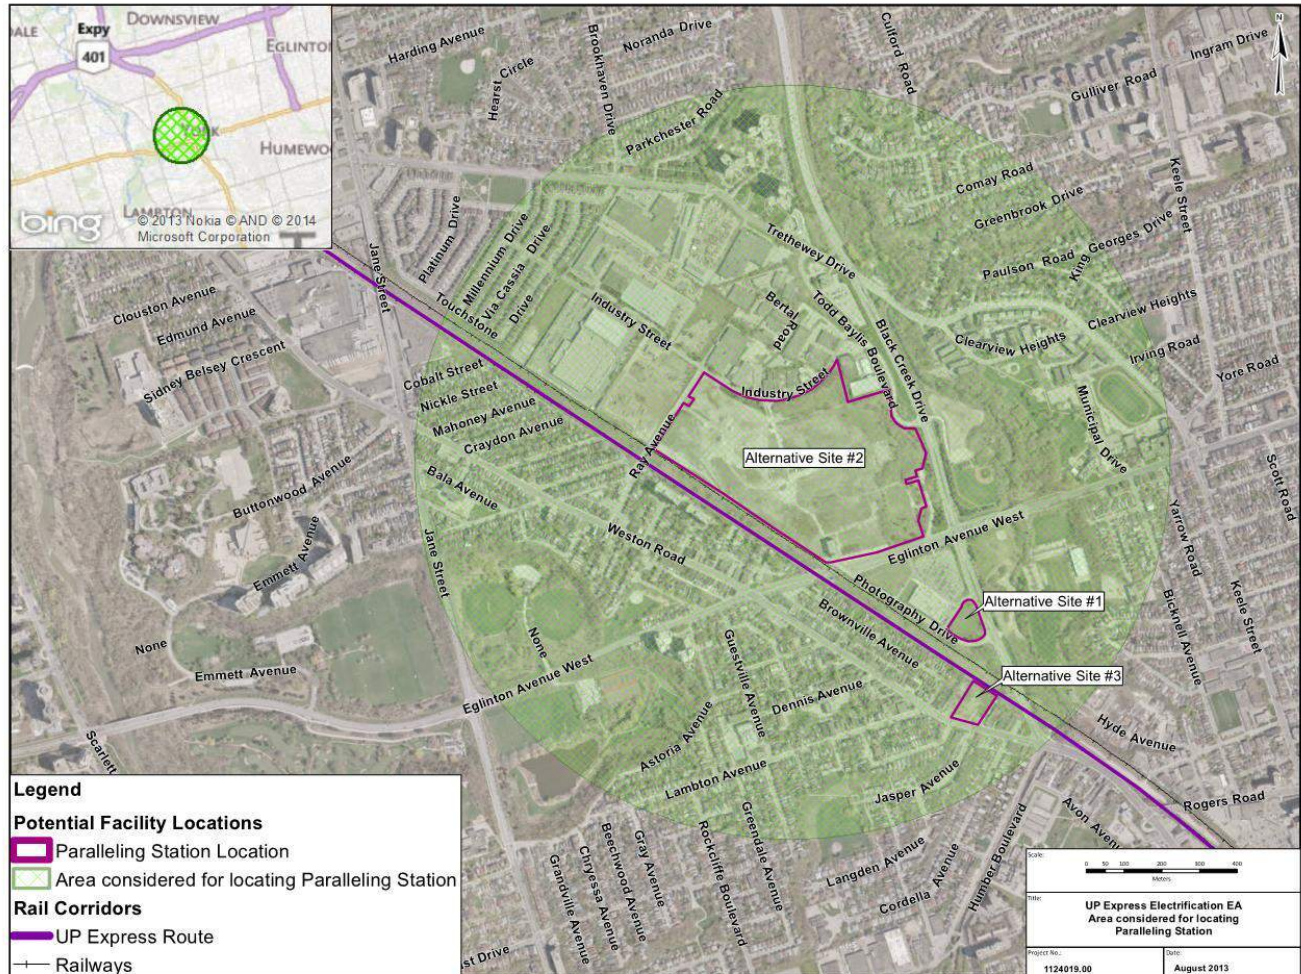 DOWNSVIEW
DALE
Expy
401
EGLINTON
YORK
HUMEWOO
LAMBTON
bing
© 2013 Nokia © AND © 2014
Microsoft Corporation
N
Harding Avenue
Hearst Circle
Brookhaven Drive
Noranda Drive
Culford Road
Ingram Drive
Gulliver Road
Parkchester Road
Keele Street
Comay Road
Greenbrook Drive
King Georges Drive
Paulson Road
Platinum Drive
Millennium Drive
Via Cassia Drive
Drive
Touchstone
Jane Street
Trethewey Drive
Industry Street
Bertal Road
Todd Baylis Boulevard
Black Creek Drive
Clearview Heights
Clearview Heights
Irving Road
Yore Road
Clouston Avenue
Edmund Avenue
Sidney Belsey Crescent
Cobalt Street
Nickle Street
Mahoney Avenue
Craydon Avenue
Industry Street
Municipal Drive
Ray Avenue
Alternative Site #2
Scott Road
Buttonwood Avenue
Bala Avenue
Weston Road
Eglinton Avenue West
Yarrow Road
Emmett Avenue
Jane Street
Photography Drive
Alternative Site #1
Bicknell Avenue
Keele Street
Brownville Avenue
None
None
Emmett Avenue
Eglinton Avenue West
Guestville Avenue
Dennis Avenue
Alternative Site #3
Hyde Avenue
Scarlett
Astoria Avenue
Lambton Avenue
Jasper Avenue
Rogers Road
Avon Avenue
Humber Boulevard
Greendale Avenue
Rockcliffe Boulevard
Langden Avenue
Cordella Avenue
Gray Avenue
Beechwood Avenue
Chryessa Avenue
Grandville Avenue
st Drive
Legend
Potential Facility Locations
Paralleling Station Location
Area considered for locating Paralleling Station
Rail Corridors
UP Express Route
Railways
Scale:
0 50 100 200 300 400
Meters
Title:
UP Express Electrification EA
Area considered for locating
Paralleling Station
Project No.:
1124019.00
Date:
August 2013